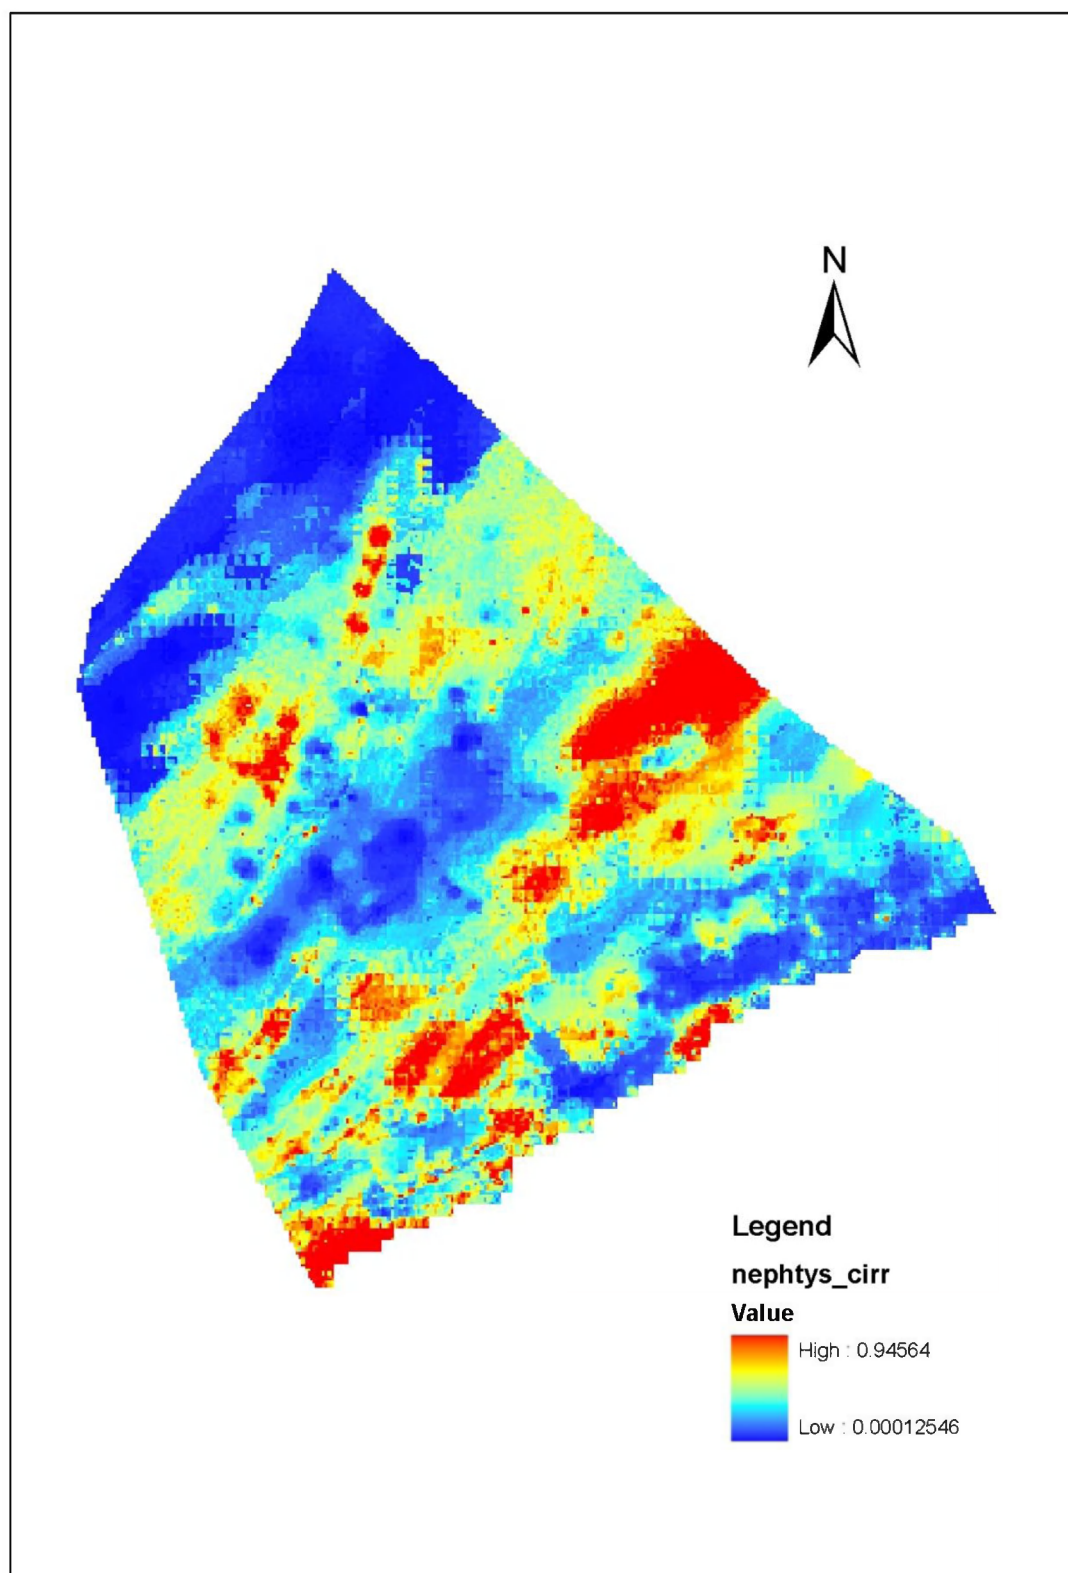 N
Legend
nephtys_cirr
Value
High : 0.94564
Low : 0.00012546